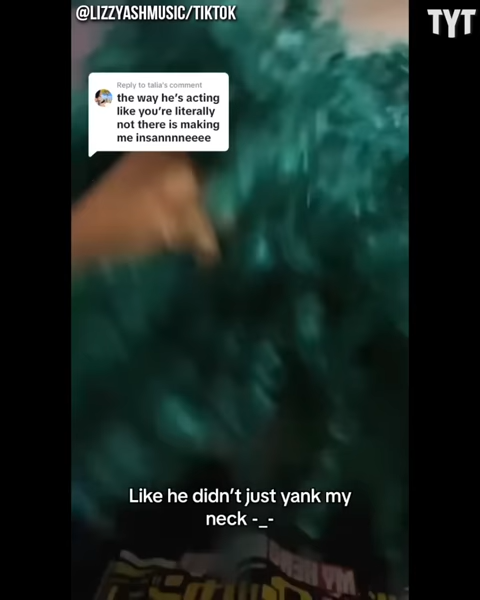 @LIZZYASHMUSIC/TIKTOK
TYT
Reply to talia's comment
the way he's acting
like you're literally
not there is making
me insannnneeee
Like he didn't just yank my
neck -_-